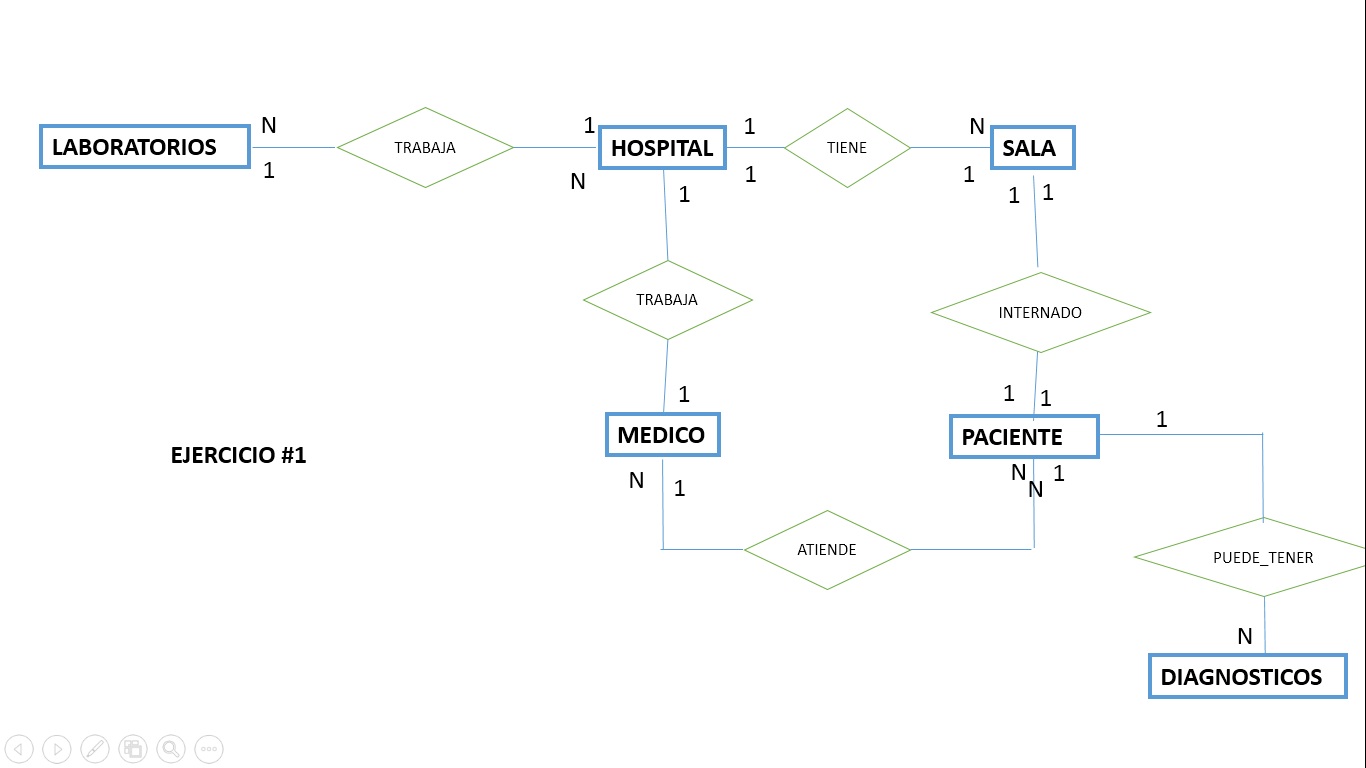 N 1 1 N
LABORATORIOS TRABAJA HOSPITAL TIENE SALA
1 N 1 1
1 1 1
TRABAJA INTERNADO
1 1 1
MEDICO PACIENTE 1
EJERCICIO #1
N 1 N N 1
ATIENDE PUEDE_TENER
N
DIAGNOSTICOS